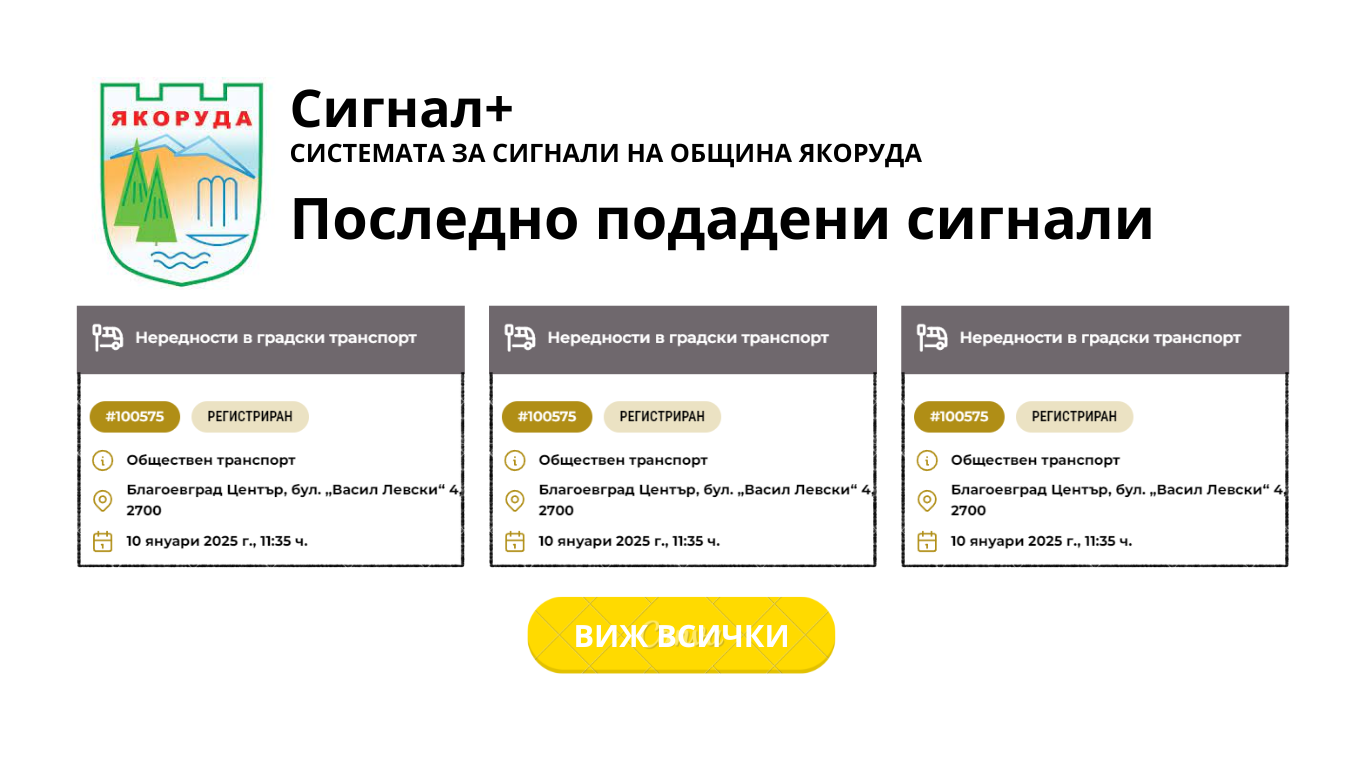 ЯКОРУДА
Сигнал+
СИСТЕМАТА ЗА СИГНАЛИ НА ОБЩИНА ЯКОРУДА
Последно подадени сигнали
Нередности в градски транспорт
#100575 РЕГИСТРИРАН
Обществен транспорт
Благоевград Център, бул. „Васил Левски“ 4,
2700
10 януари 2025 г., 11:35 ч.
Нередности в градски транспорт
#100575 РЕГИСТРИРАН
Обществен транспорт
Благоевград Център, бул. „Васил Левски“ 4,
2700
10 януари 2025 г., 11:35 ч.
Нередности в градски транспорт
#100575 РЕГИСТРИРАН
Обществен транспорт
Благоевград Център, бул. „Васил Левски“ 4,
2700
10 януари 2025 г., 11:35 ч.
ВИЖ ВСИЧКИ